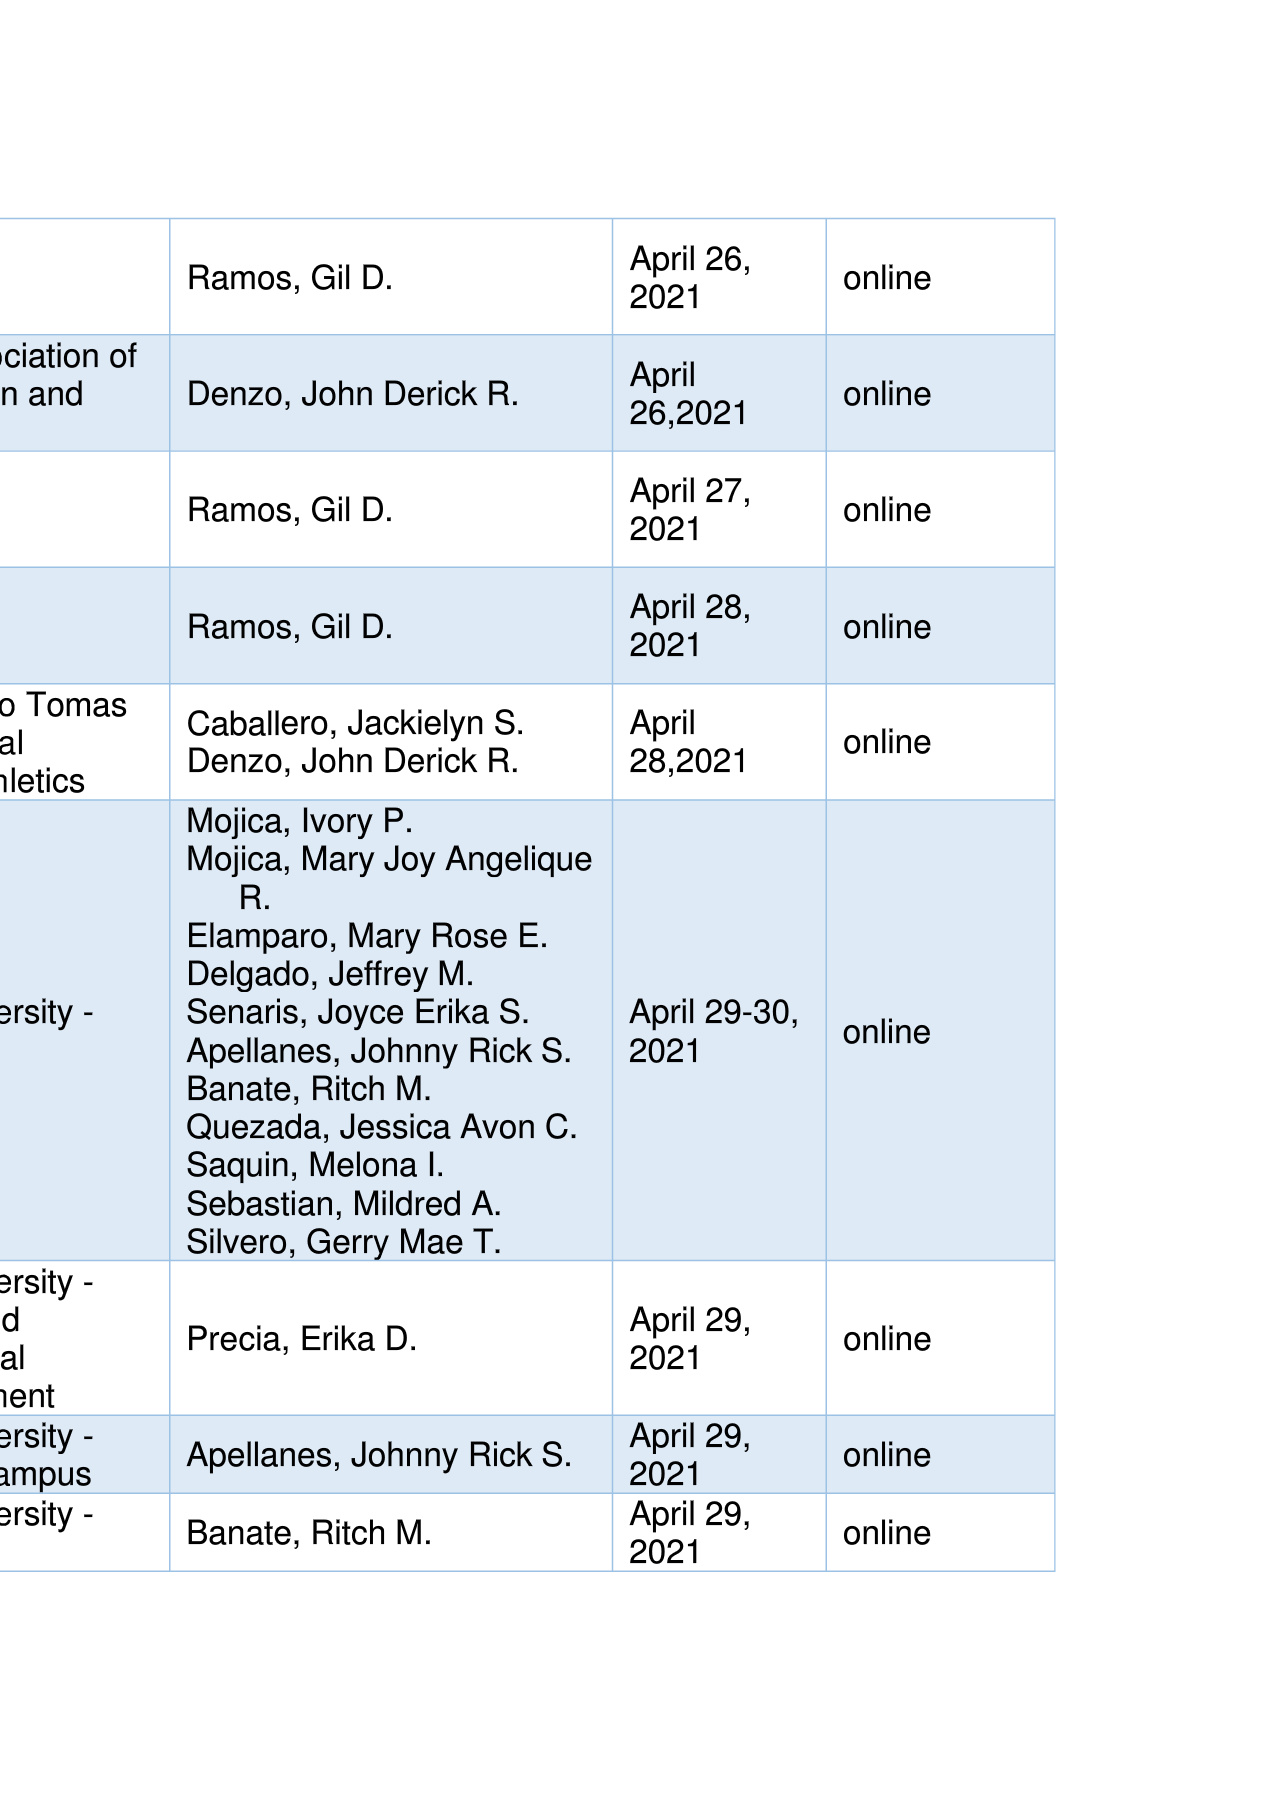 Ramos, Gil D.
April 26,
2021
online
ociation of
n and
Denzo, John Derick R.
April
26,2021
online
Ramos, Gil D.
April 27,
2021
online
Ramos, Gil D.
April 28,
2021
online
o Tomas
al
hletics
Caballero, Jackielyn S.
Denzo, John Derick R.
April
28,2021
online
ersity -
Mojica, Ivory P.
Mojica, Mary Joy Angelique
R.
Elamparo, Mary Rose E.
Delgado, Jeffrey M.
Senaris, Joyce Erika S.
Apellanes, Johnny Rick S.
Banate, Ritch M.
Quezada, Jessica Avon C.
Saquin, Melona I.
Sebastian, Mildred A.
Silvero, Gerry Mae T.
April 29-30,
2021
online
ersity -
d
al
ment
Precia, Erika D.
April 29,
2021
online
ersity -
ampus
Apellanes, Johnny Rick S.
April 29,
2021
online
ersity -
Banate, Ritch M.
April 29,
2021
online